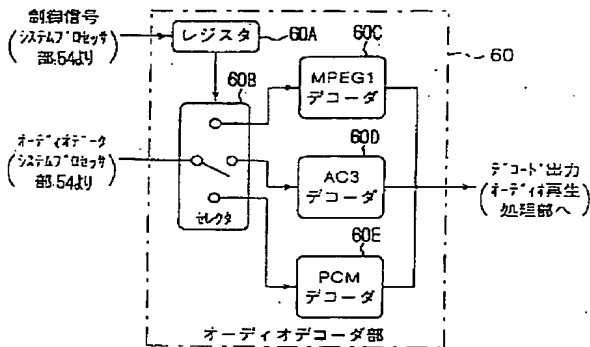 制御信号
(システムプロセッサ
部54より)
レジスタ
60A
60B
セレクタ
オーディオデータ
(システムプロセッサ
部54より)
60C
MPEG1
デコーダ
60D
AC3
デコーダ
60E
PCM
デコーダ
60
デコード出力
(オーディオ再生
処理部へ)
オーディオデコーダ部